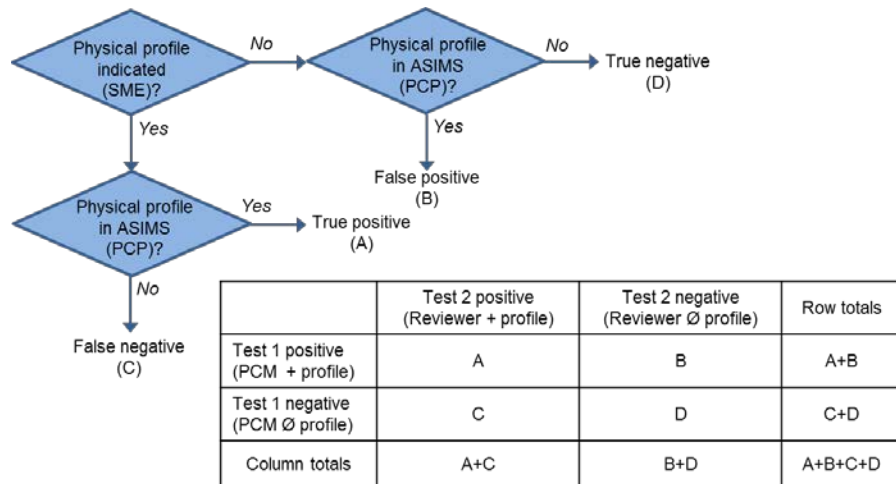 Physical profile
indicated
(SME)?
No
Physical profile
in ASIMS
(PCP)?
No
True negative
(D)
Yes
Yes
False positive
(B)
Physical profile
in ASIMS
(PCP)?
Yes
True positive
(A)
No
False negative
(C)
Test 2 positive
(Reviewer + profile)
Test 2 negative
(Reviewer Ø profile)
Row totals
Test 1 positive
(PCM + profile)
A
B
A+B
Test 1 negative
(PCM Ø profile)
C
D
C+D
Column totals
A+C
B+D
A+B+C+D